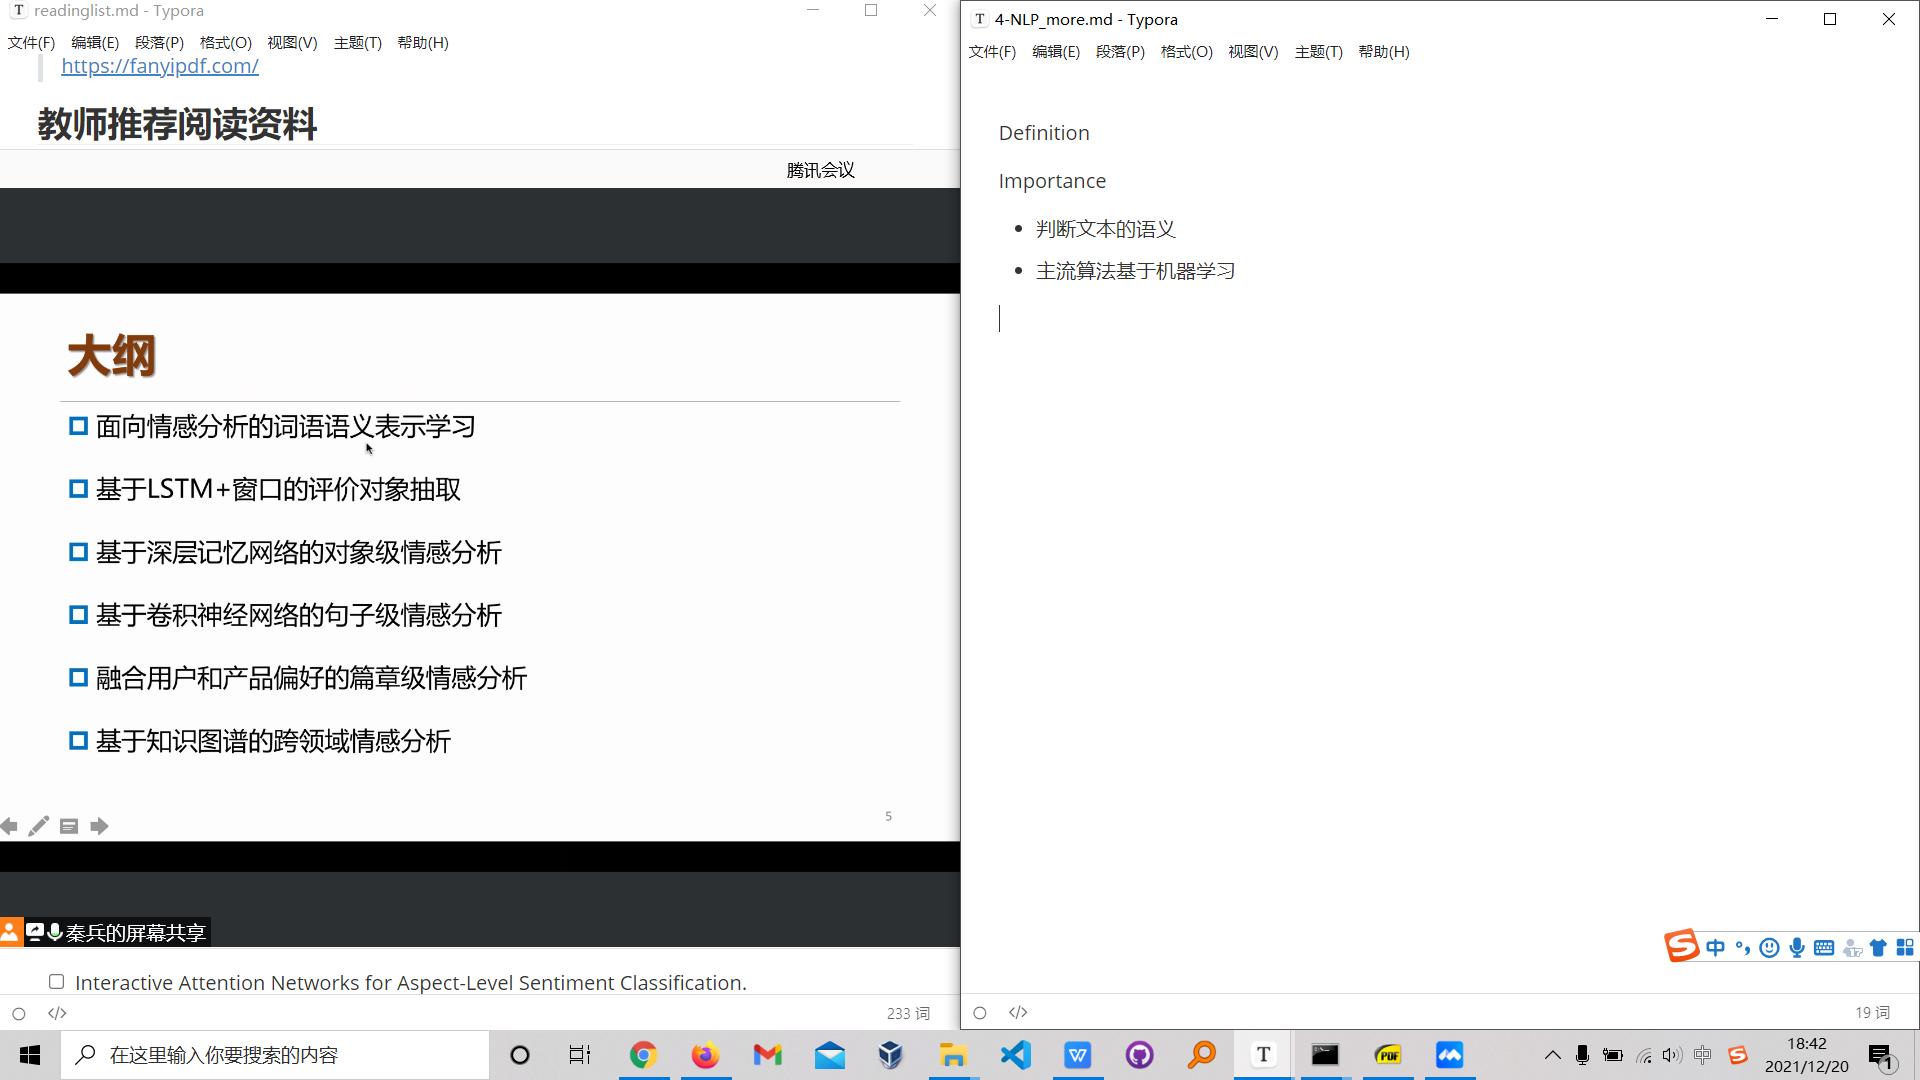 readinglist.md - Typora
文件(F) 编辑(E) 段落(P) 格式(O) 视图(V) 主题(T) 帮助(H)
https://fanyipdf.com/
教师推荐阅读资料
腾讯会议
大纲
面向情感分析的词语语义表示学习
基于LSTM+窗口的评价对象抽取
基于深层记忆网络的对象级情感分析
基于卷积神经网络的句子级情感分析
融合用户和产品偏好的篇章级情感分析
基于知识图谱的跨领域情感分析
5
秦兵的屏幕共享
Interactive Attention Networks for Aspect-Level Sentiment Classification.
</> 233 词
4-NLP_more.md - Typora
文件(F) 编辑(E) 段落(P) 格式(O) 视图(V) 主题(T) 帮助(H)
Definition
Importance
判断文本的语义
主流算法基于机器学习
中
</> 19 词
在这里输入你要搜索的内容
PDF
中
18:42
2021/12/20
1